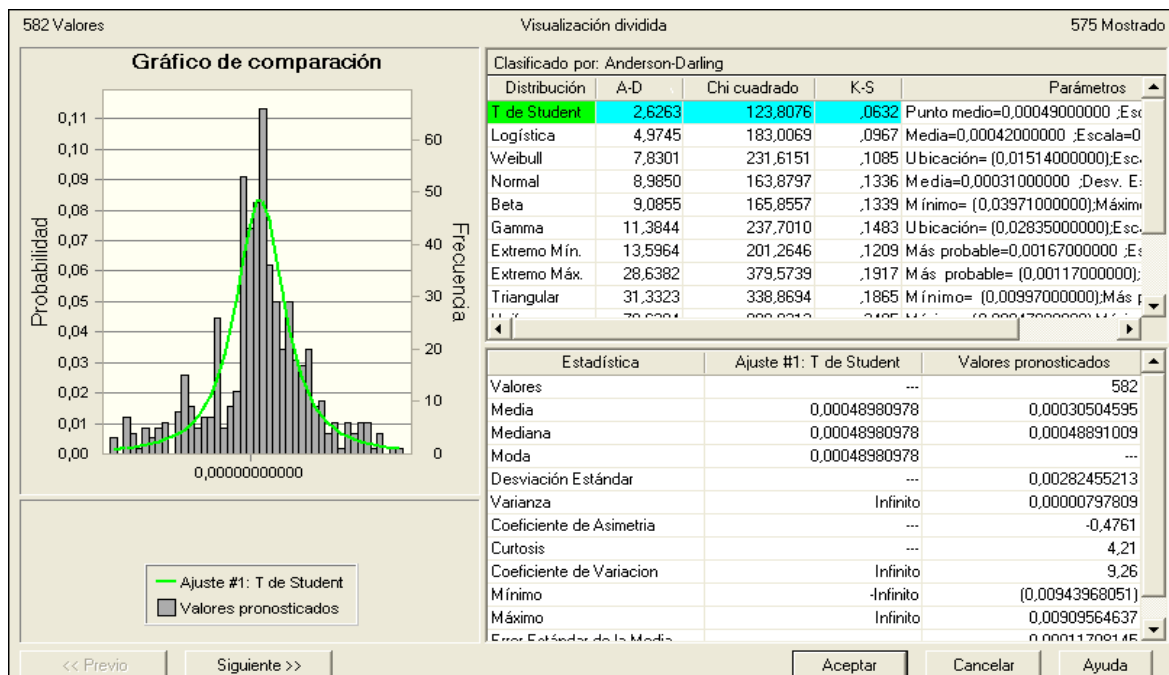 582 Valores Visualización dividida 575 Mostrado
Gráfico de comparación
0,11
0,10
0,09
0,08
0,07
0,06
0,05
0,04
0,03
0,02
0,01
0,00
Probabilidad
60
50
40
30
20
10
0
Frecuencia
0,00000000000
Ajuste #1: T de Student
Valores pronosticados
Clasificado por: Anderson-Darling
Distribución A-D Chi cuadrado K-S Parámetros
T de Student 2,6263 123,8076 ,0632 Punto medio=0,00049000000 ;Esc
Logística 4,9745 183,0069 ,0967 Media=0,00042000000 ;Escala=0
Weibull 7,8301 231,6151 ,1085 Ubicación= (0,01514000000);Esc
Normal 8,9850 163,8797 ,1336 Media=0,00031000000 ;Desv. E
Beta 9,0855 165,8557 ,1339 Mínimo= (0,03971000000);Máxim
Gamma 11,3844 237,7010 ,1483 Ubicación= (0,02835000000);Esc
Extremo Mín. 13,5964 201,2646 ,1209 Más probable=0,00167000000 ;Es
Extremo Máx. 28,6382 379,5739 ,1917 Más probable= (0,00117000000);
Triangular 31,3323 338,8694 ,1865 Mínimo= (0,00997000000);Más p
Estadística Ajuste #1: T de Student Valores pronosticados
Valores --- 582
Media 0,00048980978 0,00030504595
Mediana 0,00048980978 0,00048891009
Moda 0,00048980978 ---
Desviación Estándar --- 0,00282455213
Varianza Infinito 0,00000797809
Coeficiente de Asimetria --- -0,4761
Curtosis --- 4,21
Coeficiente de Variacion Infinito 9,26
Mínimo -Infinito (0,00943968051)
Máximo Infinito 0,00909564637
Error Estándar de la Media 0,00011708145
<< Previo Siguiente >> Aceptar Cancelar Ayuda